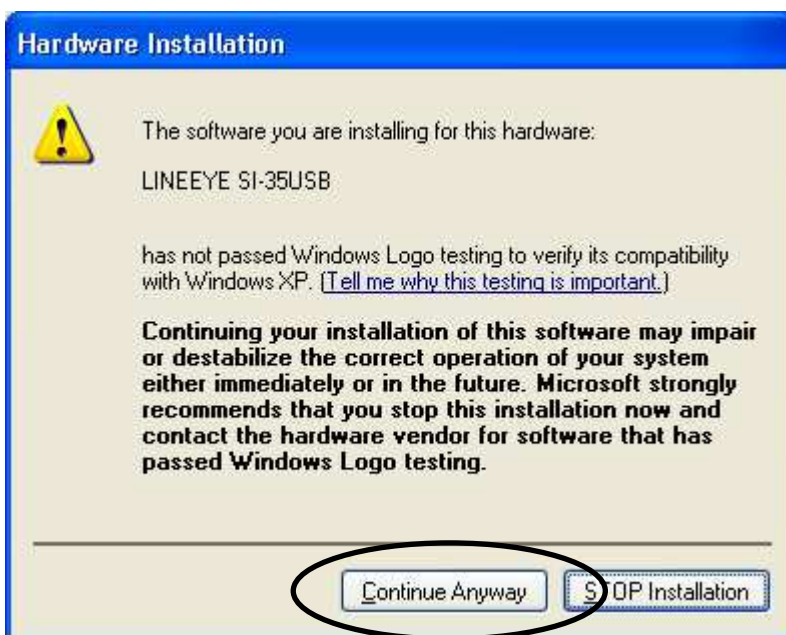 Hardware Installation
The software you are installing for this hardware:
LINEEYE SI-35USB
has not passed Windows Logo testing to verify its compatibility
with Windows XP. (Tell me why this testing is important.)
Continuing your installation of this software may impair
or destabilize the correct operation of your system
either immediately or in the future. Microsoft strongly
recommends that you stop this installation now and
contact the hardware vendor for software that has
passed Windows Logo testing.
Continue Anyway STOP Installation